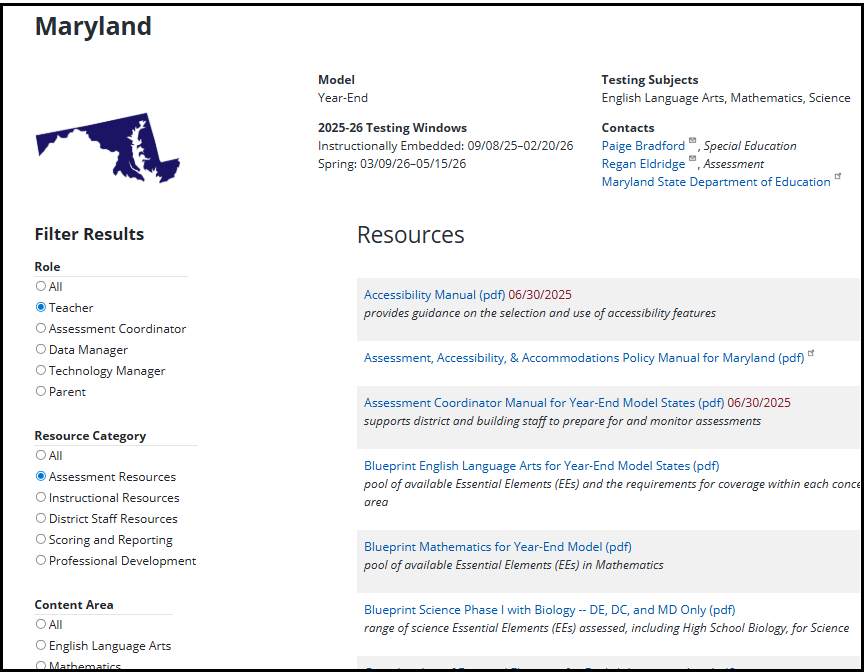 Maryland
Model
Year-End
2025-26 Testing Windows
Instructionally Embedded: 09/08/25–02/20/26
Spring: 03/09/26–05/15/26
Testing Subjects
English Language Arts, Mathematics, Science
Contacts
Paige Bradford , Special Education
Regan Eldridge , Assessment
Maryland State Department of Education
Filter Results
Role
All
Teacher
Assessment Coordinator
Data Manager
Technology Manager
Parent
Resource Category
All
Assessment Resources
Instructional Resources
District Staff Resources
Scoring and Reporting
Professional Development
Content Area
All
English Language Arts
Mathematics
Resources
Accessibility Manual (pdf) 06/30/2025
provides guidance on the selection and use of accessibility features
Assessment, Accessibility, & Accommodations Policy Manual for Maryland (pdf)
Assessment Coordinator Manual for Year-End Model States (pdf) 06/30/2025
supports district and building staff to prepare for and monitor assessments
Blueprint English Language Arts for Year-End Model States (pdf)
pool of available Essential Elements (EEs) and the requirements for coverage within each
area
Blueprint Mathematics for Year-End Model (pdf)
pool of available Essential Elements (EEs) in Mathematics
Blueprint Science Phase I with Biology -- DE, DC, and MD Only (pdf)
range of science Essential Elements (EEs) assessed, including High School Biology, for Science